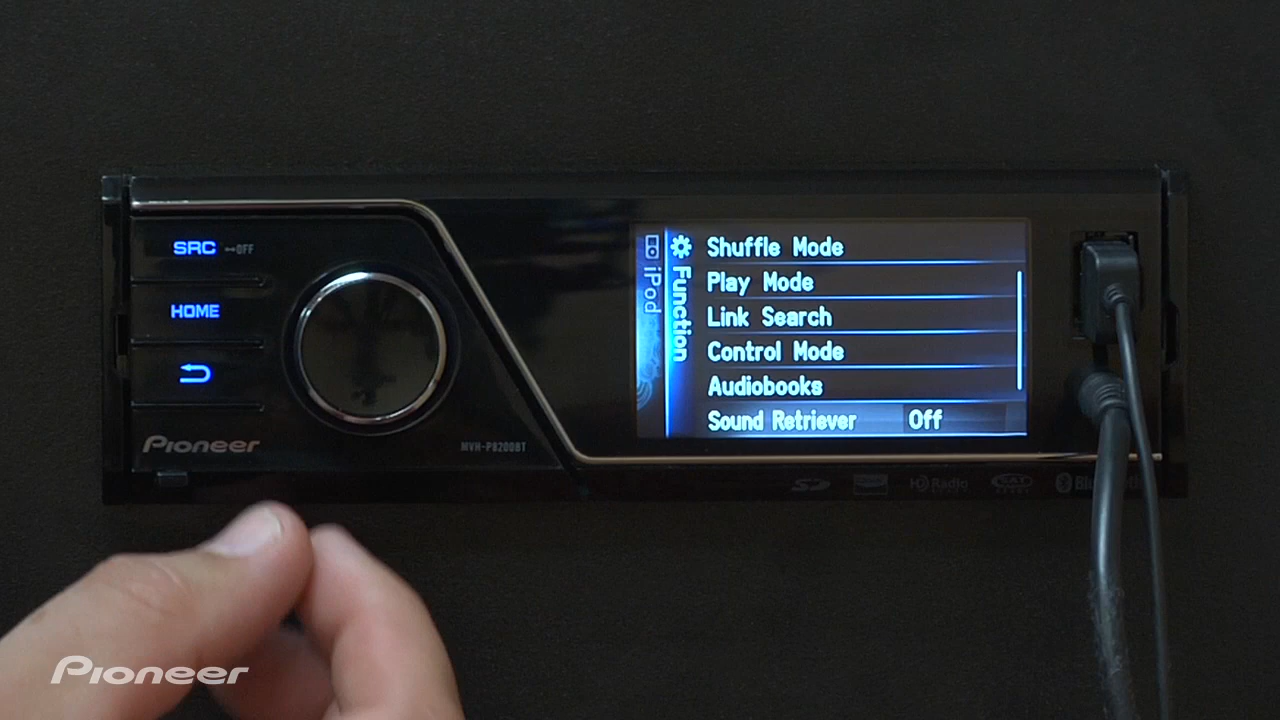 SRC OFF
HOME
Pioneer
MVH-P8200BT
iPod
Function
Shuffle Mode
Play Mode
Link Search
Control Mode
Audiobooks
Sound Retriever Off
HD Radio
SAT
Pioneer